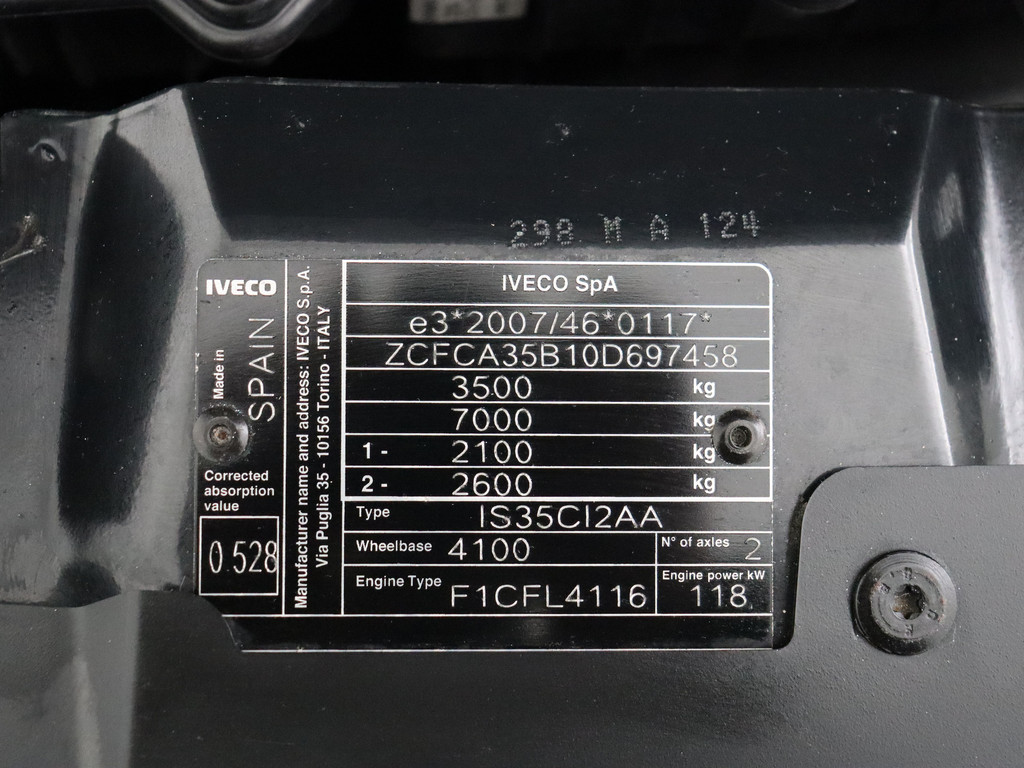 298 M A 124
IVECO
Made in
SPAIN
Corrected
absorption
value
0.528
Manufacturer name and address: IVECO S.p.A.
Via Puglia 35 - 10156 Torino - ITALY
IVECO SpA
e3*2007/46*0117*
ZCFCA35B10D697458
3500 kg
7000 kg
1 - 2100 kg
2 - 2600 kg
Type IS35CI2AA
Wheelbase 4100 N° of axles 2
Engine Type F1CFL4116 Engine power kW 118